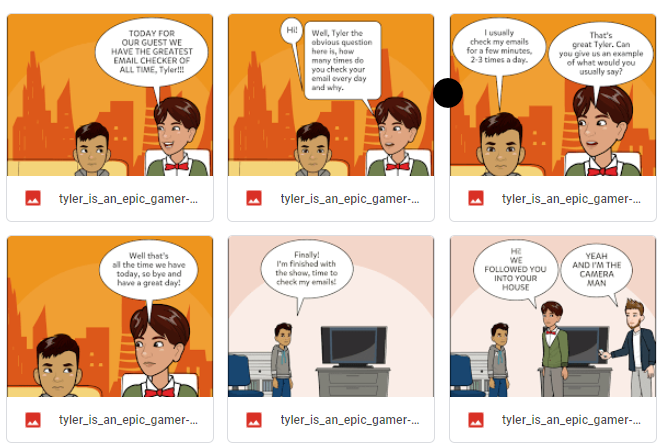 TODAY FOR
OUR GUEST WE
HAVE THE GREATEST
EMAIL CHECKER OF
ALL TIME, Tyler!!!
tyler_is_an_epic_gamer-...
Hi!
Well, Tyler the
obvious question
here is, how
many times do
you check your
email every day
and why.
tyler_is_an_epic_gamer-...
I usually
check my emails
for a few minutes,
2-3 times a day.
That's
great Tyler. Can
you give us an example
of what would you
usually say?
tyler_is_an_epic_gamer-...
Well that's
all the time we have
today, so bye and
have a great day!
tyler_is_an_epic_gamer-...
Finally!
I'm finished with
the show, time to
check my emails!
tyler_is_an_epic_gamer-...
Hi!
WE
FOLLOWED YOU
INTO YOUR
HOUSE
YEAH
AND I'M THE
CAMERA
MAN
tyler_is_an_epic_gamer-...